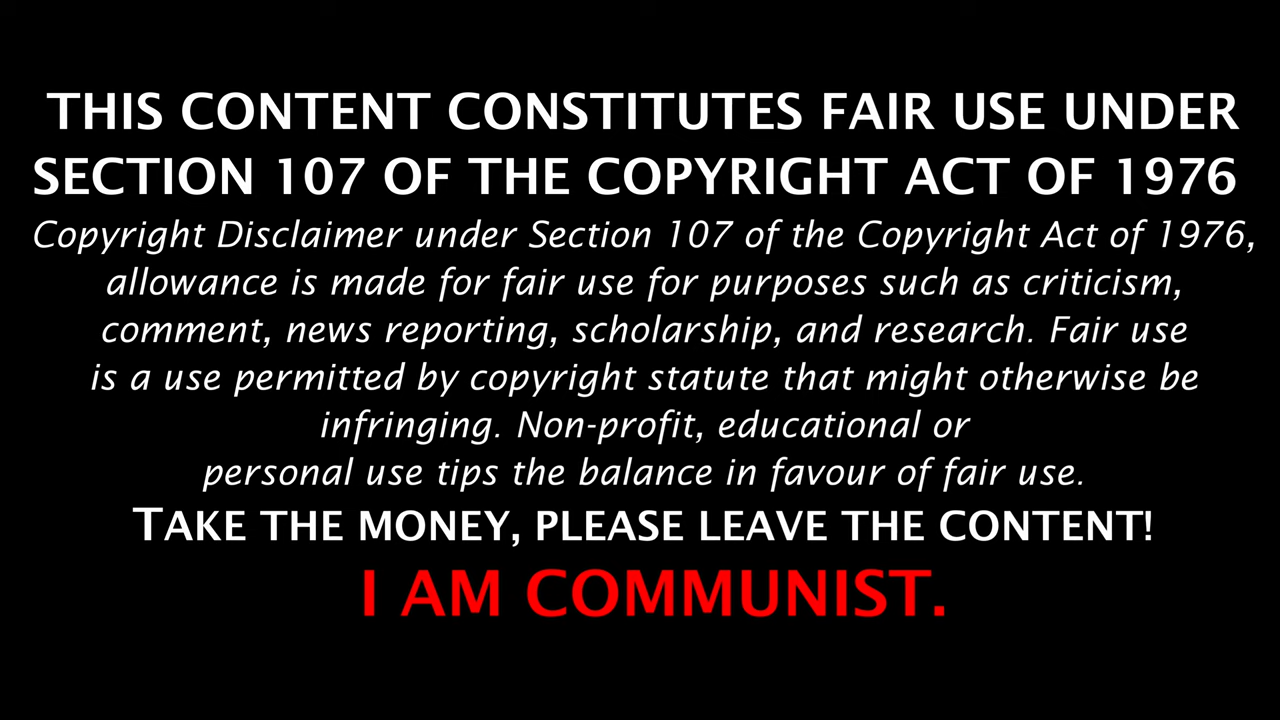 THIS CONTENT CONSTITUTES FAIR USE UNDER
SECTION 107 OF THE COPYRIGHT ACT OF 1976
Copyright Disclaimer under Section 107 of the Copyright Act of 1976,
allowance is made for fair use for purposes such as criticism,
comment, news reporting, scholarship, and research. Fair use
is a use permitted by copyright statute that might otherwise be
infringing. Non-profit, educational or
personal use tips the balance in favour of fair use.
TAKE THE MONEY, PLEASE LEAVE THE CONTENT!
I AM COMMUNIST.